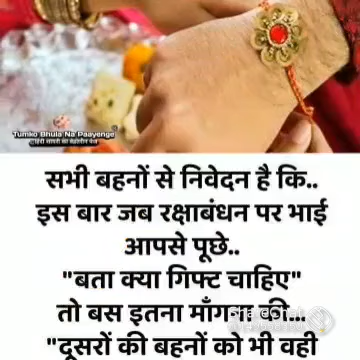 Tumko Bhula Na Paayenge
सभी बहनों से निवेदन है कि..
इस बार जब रक्षाबंधन पर भाई
आपसे पूछे..
"बता क्या गिफ्ट चाहिए"
तो बस इतना माँगना की...
ShareChat
"दूसरों की बहनों को भी वही